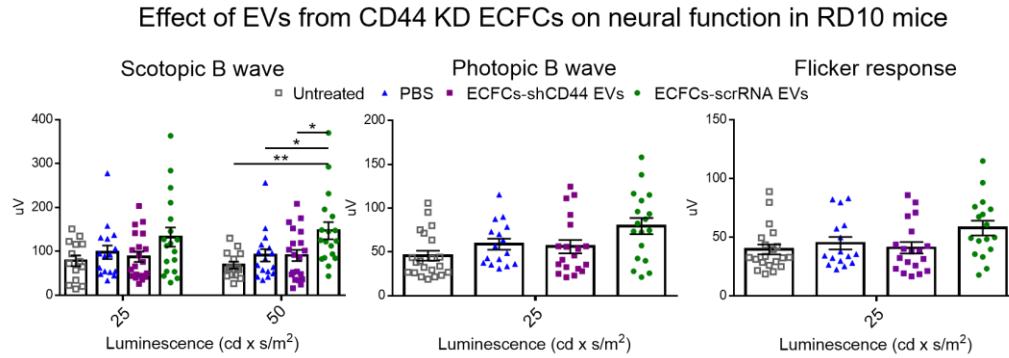 Effect of EVs from CD44 KD ECFCs on neural function in RD10 mice
Scotopic B wave
Photopic B wave
Flicker response
Untreated PBS ECFCs-shCD44 EVs ECFCs-scrRNA EVs
400
300
200
100
0
uV
*
*
**
25
50
Luminescence (cd x s/m²)
200
150
100
50
0
uV
25
Luminescence (cd x s/m²)
150
100
50
0
uV
25
Luminescence (cd x s/m²)